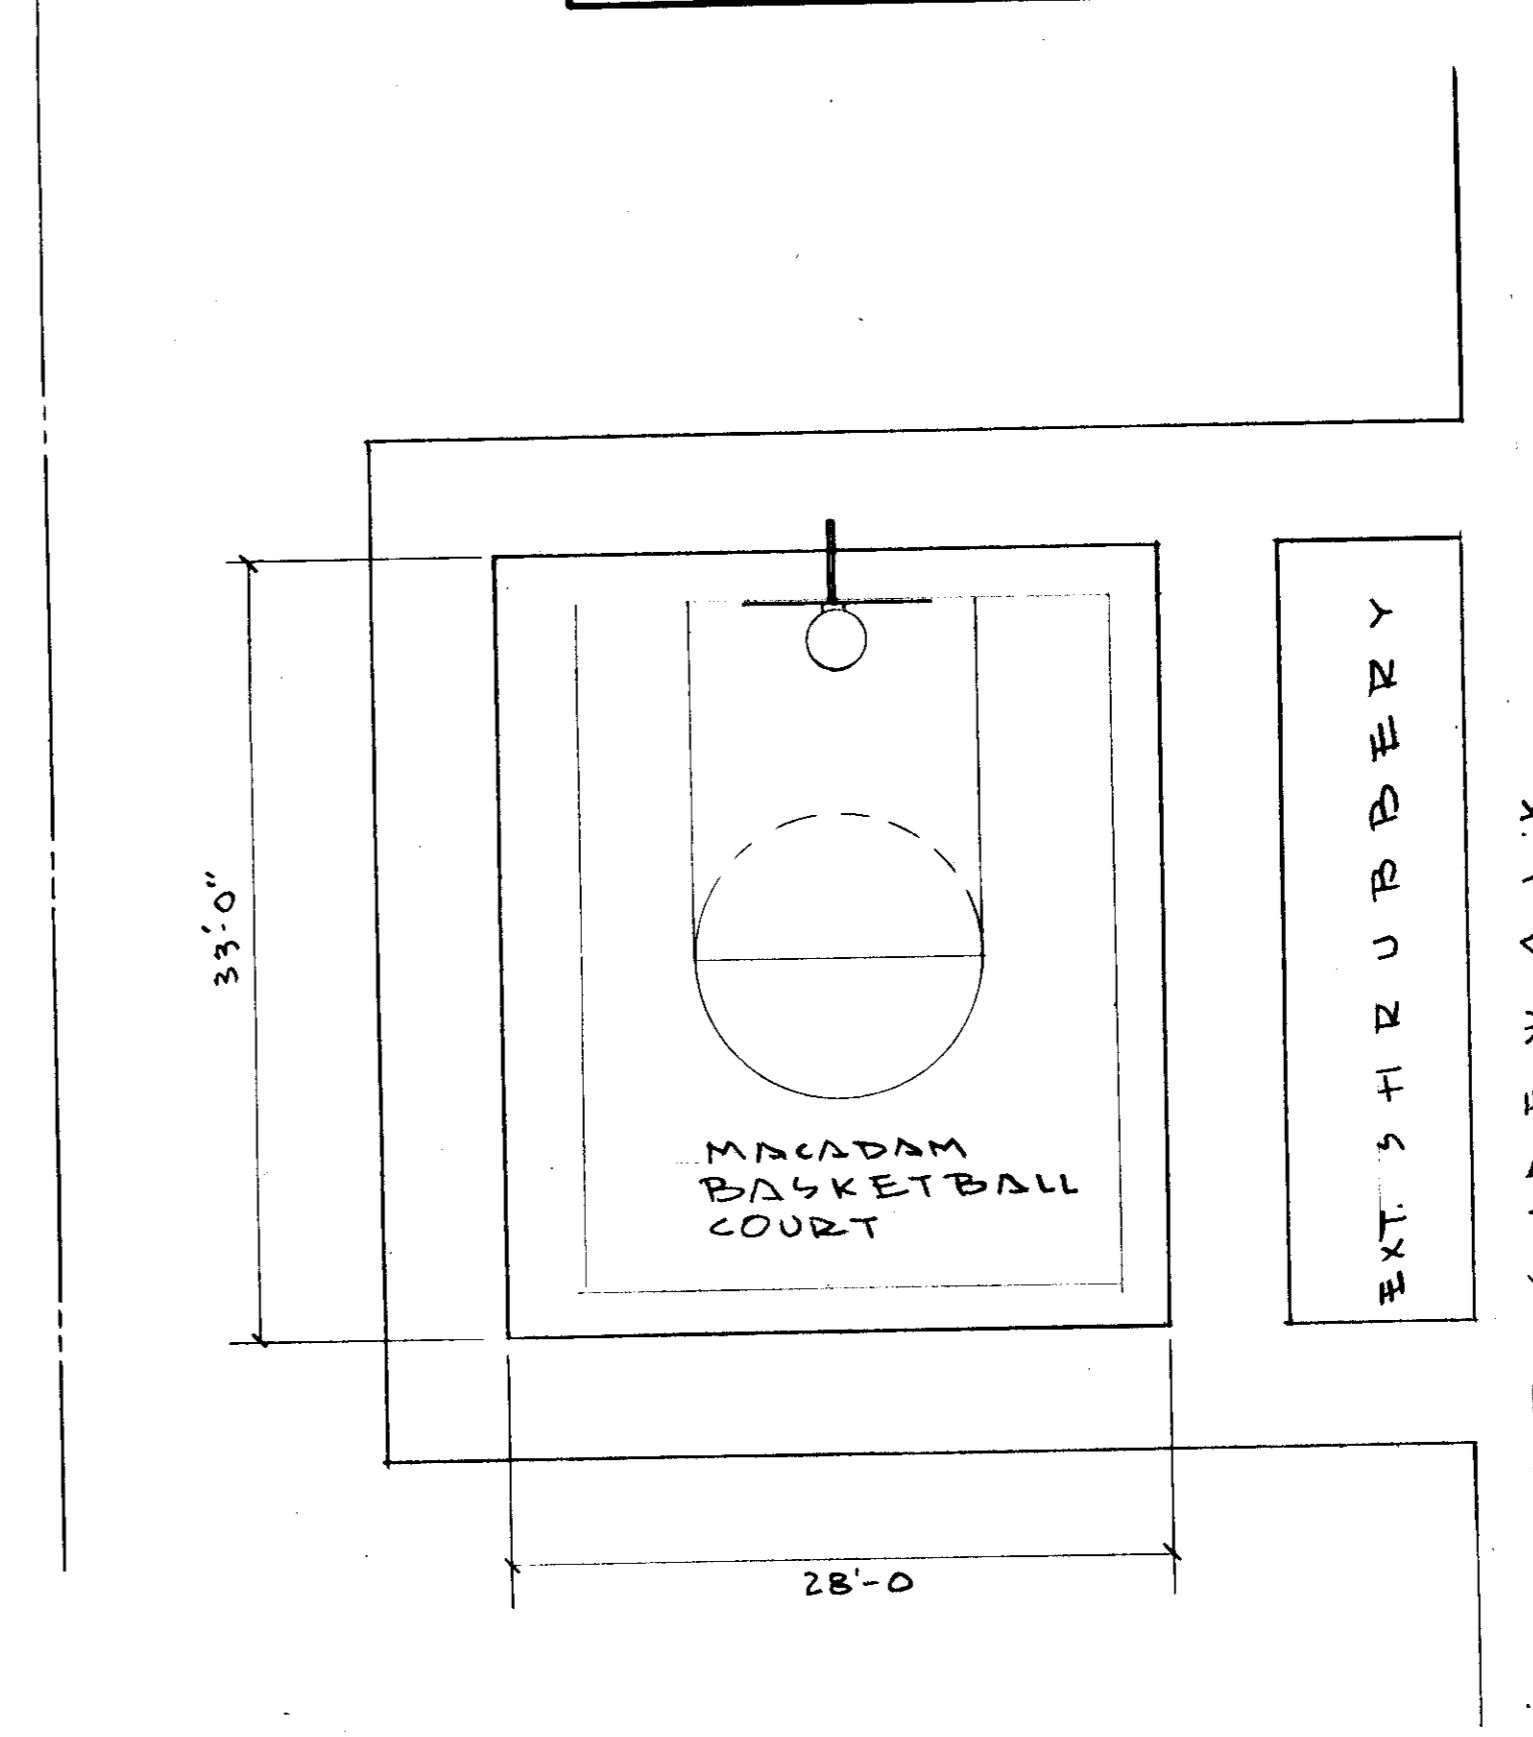 33'-0"
MACADAM
BASKETBALL
COURT
28'-0
EXT. SHRUBBERY